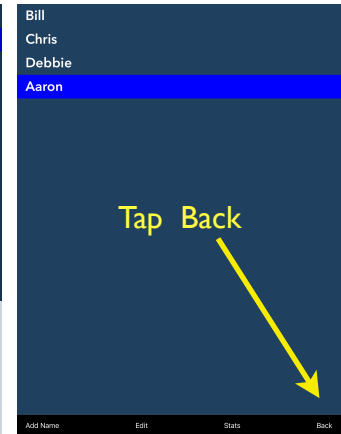 Bill
Chris
Debbie
Aaron
Tap Back
Add Name Edit Stats Back